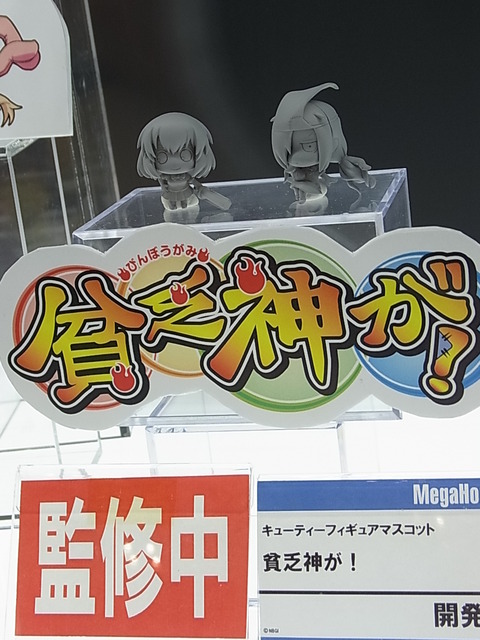 びんぼうがみ
貧乏神が!
監修中
MegaHo
キューティーフィギュアマスコット
貧乏神が！
開発